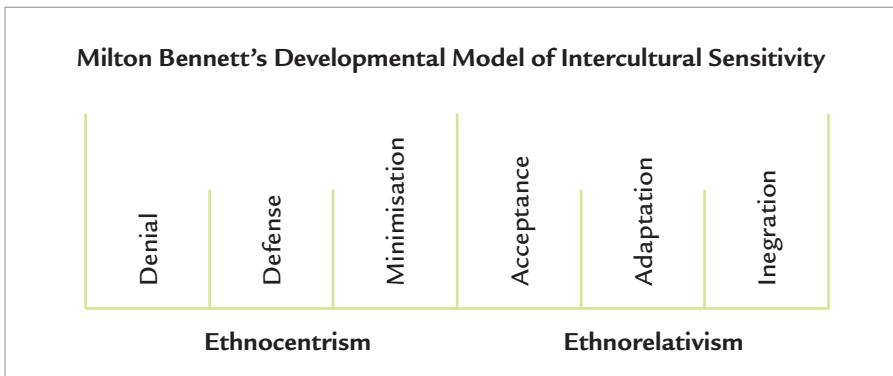 Milton Bennett’s Developmental Model of Intercultural Sensitivity
Denial
Defense
Minimisation
Acceptance
Adaptation
Inegration
Ethnocentrism
Ethnorelativism